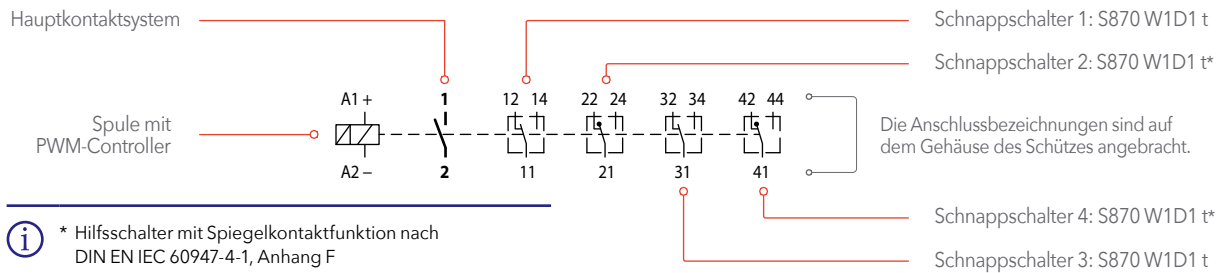 Hauptkontaktsystem
Schnappschalter 1: S870 W1D1 t
Schnappschalter 2: S870 W1D1 t*
A1 +
1
12 14
22 24
32 34
42 44
Spule mit
PWM-Controller
Die Anschlussbezeichnungen sind auf
dem Gehäuse des Schützes angebracht.
A2 –
2
11
21
31
41
Schnappschalter 4: S870 W1D1 t*
Schnappschalter 3: S870 W1D1 t
i
* Hilfsschalter mit Spiegelkontaktfunktion nach
DIN EN IEC 60947-4-1, Anhang F